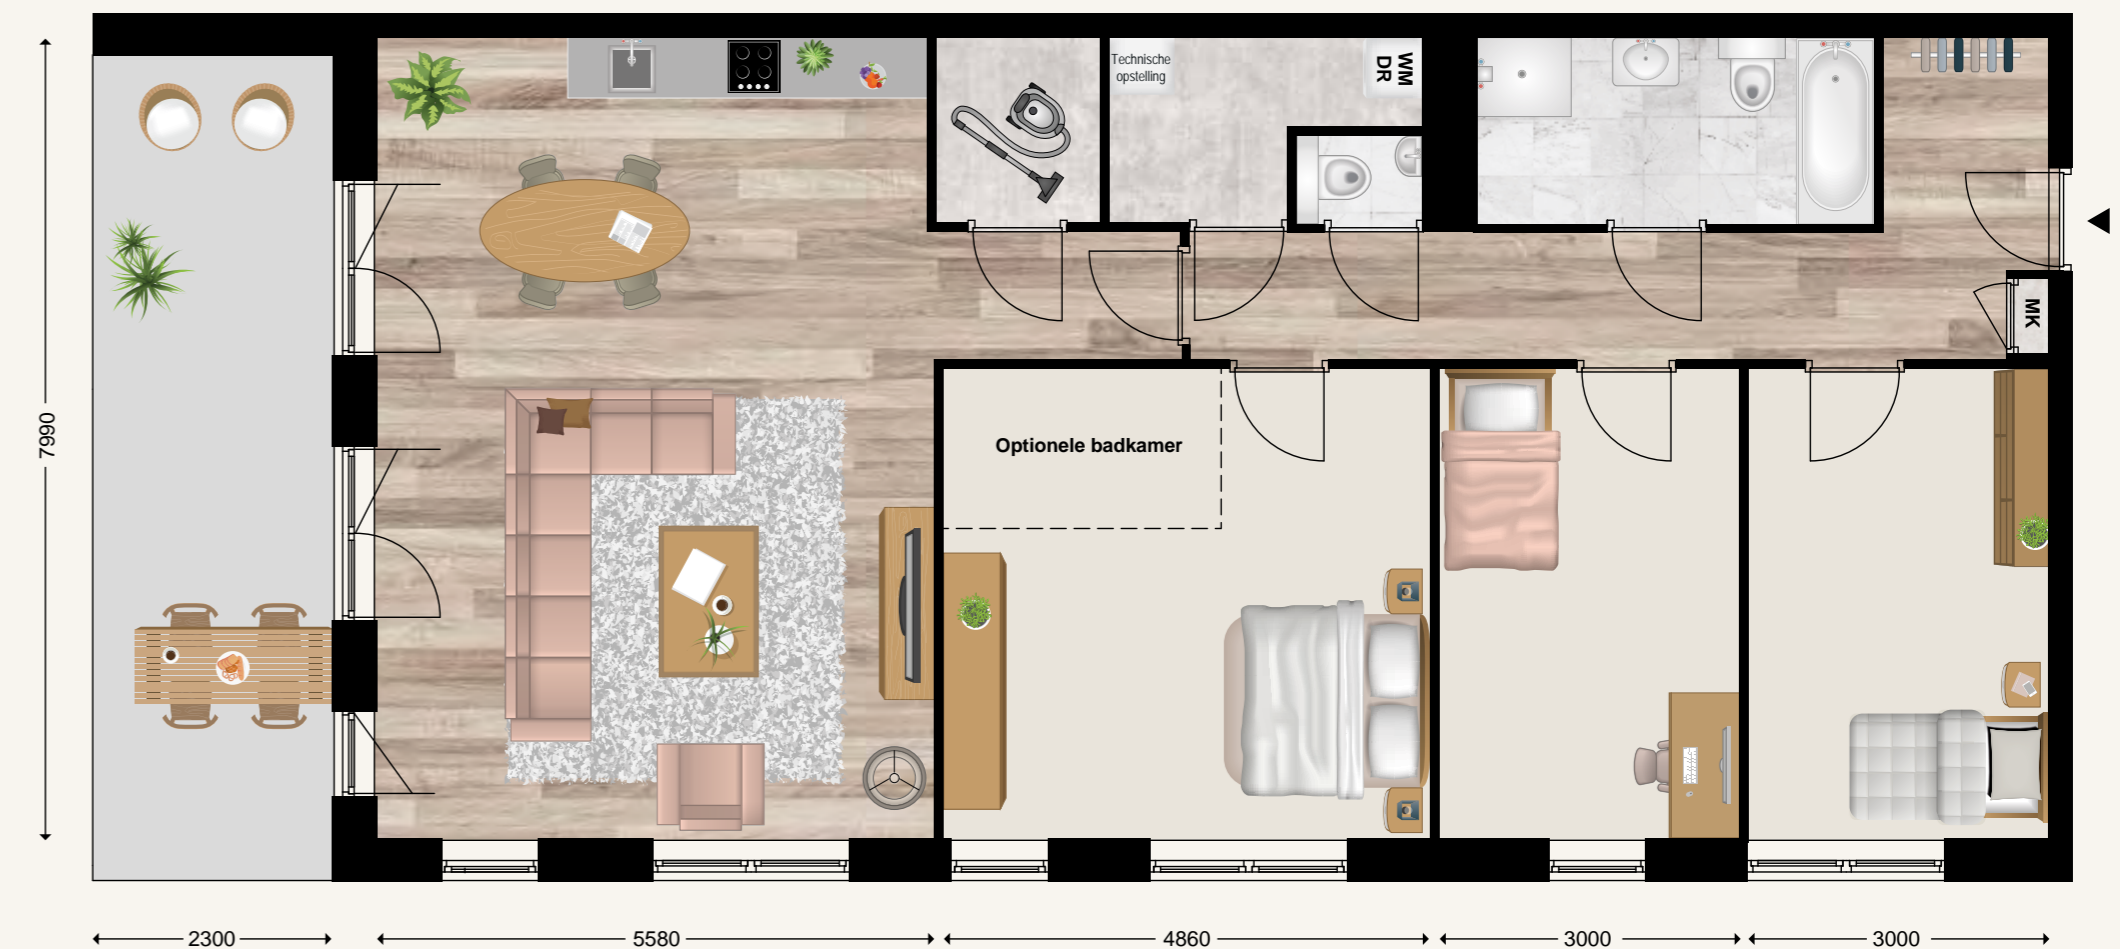 Technische
opstelling
WM
DR
MK
7990
Optionele badkamer
2300
5580
4860
3000
3000